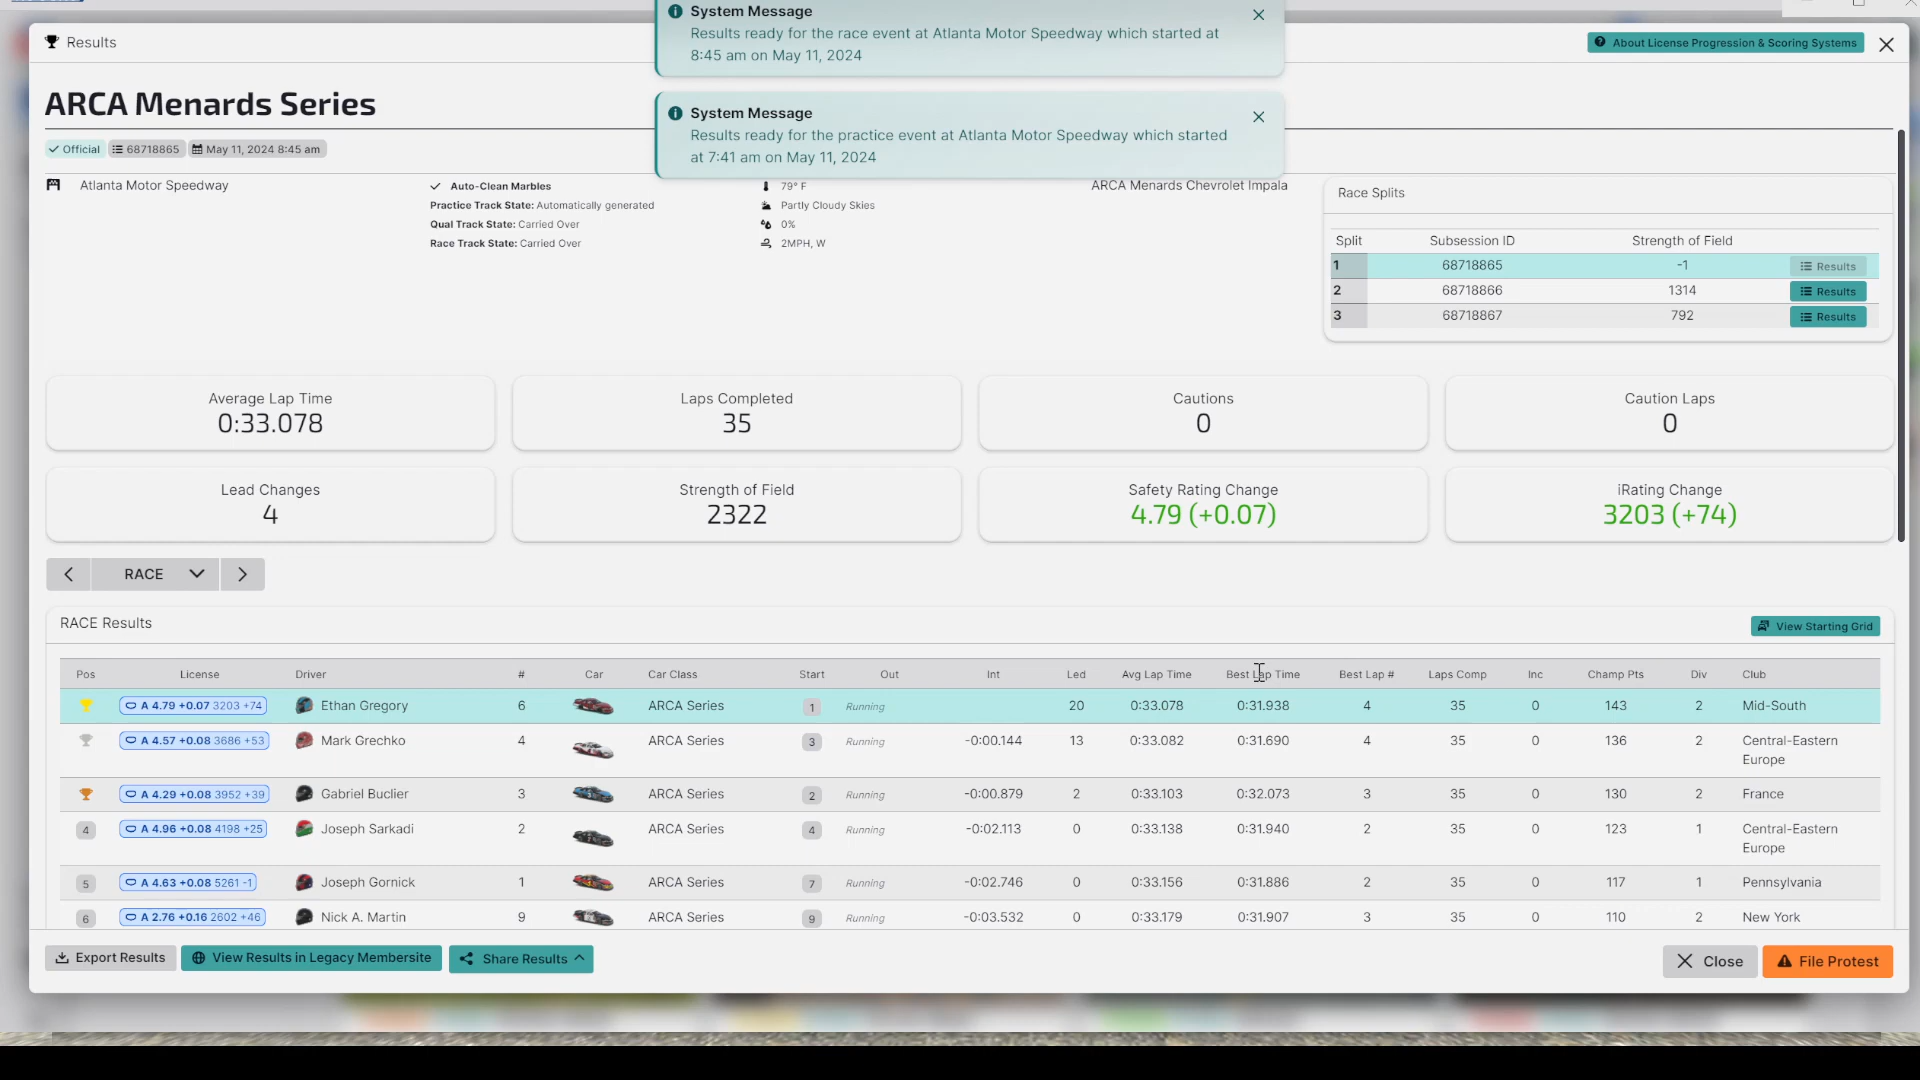 System Message
Results ready for the race event at Atlanta Motor Speedway which started at
8:45 am on May 11, 2024
System Message
Results ready for the practice event at Atlanta Motor Speedway which started
at 7:41 am on May 11, 2024
Results
About License Progression & Scoring Systems
ARCA Menards Series
Official 68718865 May 11, 2024 8:45 am
Atlanta Motor Speedway
Auto-Clean Marbles
Practice Track State: Automatically generated
Qual Track State: Carried Over
Race Track State: Carried Over
79° F
Partly Cloudy Skies
0%
2MPH, W
ARCA Menards Chevrolet Impala
Race Splits
Split Subsession ID Strength of Field
1 68718865 -1 Results
2 68718866 1314 Results
3 68718867 792 Results
Average Lap Time
0:33.078
Laps Completed
35
Cautions
0
Caution Laps
0
Lead Changes
4
Strength of Field
2322
Safety Rating Change
4.79 (+0.07)
iRating Change
3203 (+74)
RACE
RACE Results
View Starting Grid
Pos License Driver # Car Car Class Start Out Int Led Avg Lap Time Best Lap Time Best Lap # Laps Comp Inc Champ Pts Div Club
A 4.79 +0.07 3203 +74 Ethan Gregory 6 ARCA Series 1 Running 20 0:33.078 0:31.938 4 35 0 143 2 Mid-South
A 4.57 +0.08 3686 +53 Mark Grechko 4 ARCA Series 3 Running -0:00.144 13 0:33.082 0:31.690 4 35 0 136 2 Central-Eastern
Europe
A 4.29 +0.08 3952 +39 Gabriel Buclier 3 ARCA Series 2 Running -0:00.879 2 0:33.103 0:32.073 3 35 0 130 2 France
4 A 4.96 +0.08 4198 +25 Joseph Sarkadi 2 ARCA Series 4 Running -0:02.113 0 0:33.138 0:31.940 2 35 0 123 1 Central-Eastern
Europe
5 A 4.63 +0.08 5261 -1 Joseph Gornick 1 ARCA Series 7 Running -0:02.746 0 0:33.156 0:31.886 2 35 0 117 1 Pennsylvania
6 A 2.76 +0.16 2602 +46 Nick A. Martin 9 ARCA Series 9 Running -0:03.532 0 0:33.179 0:31.907 3 35 0 110 2 New York
Export Results View Results in Legacy Membersite Share Results Close File Protest